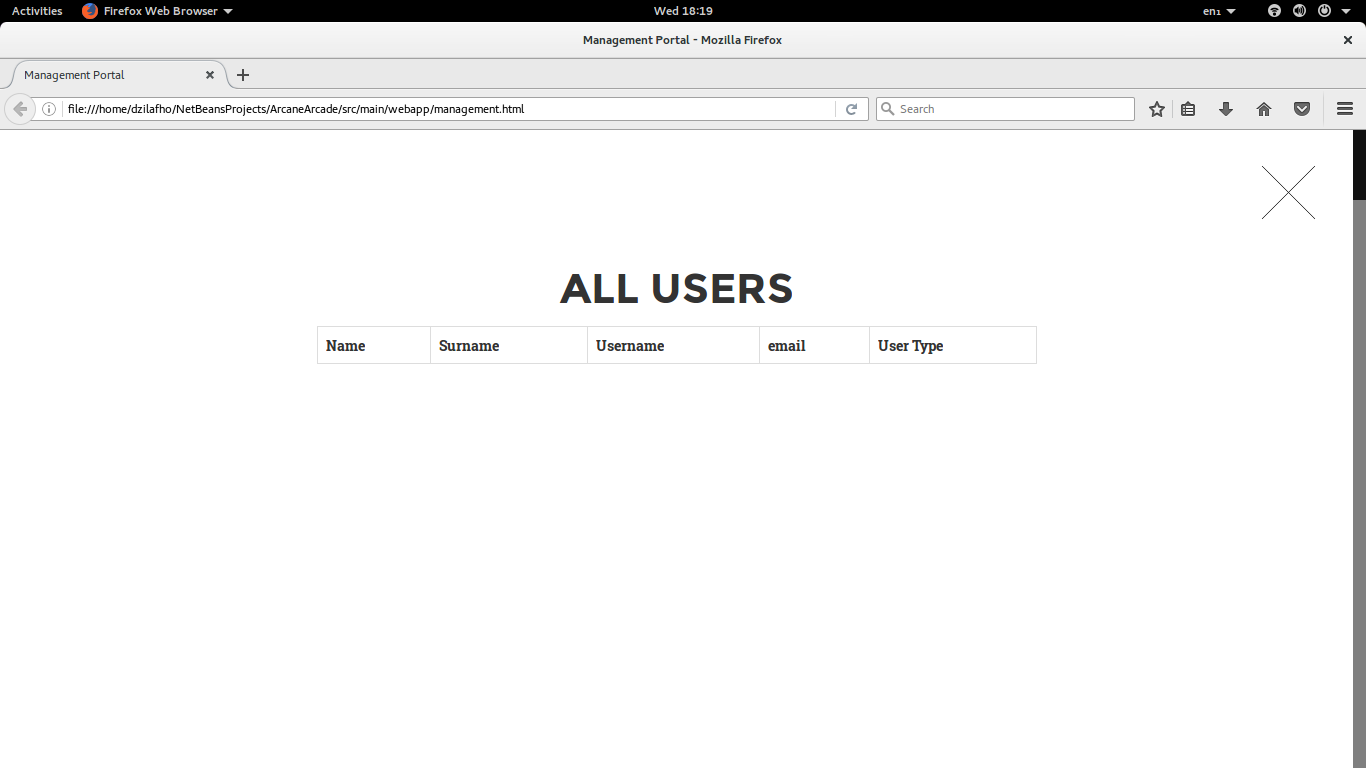 Activities Firefox Web Browser Wed 18:19 en1
Management Portal - Mozilla Firefox
Management Portal
file:///home/dzilafho/NetBeansProjects/ArcaneArcade/src/main/webapp/management.html Search
ALL USERS
Name Surname Username email User Type